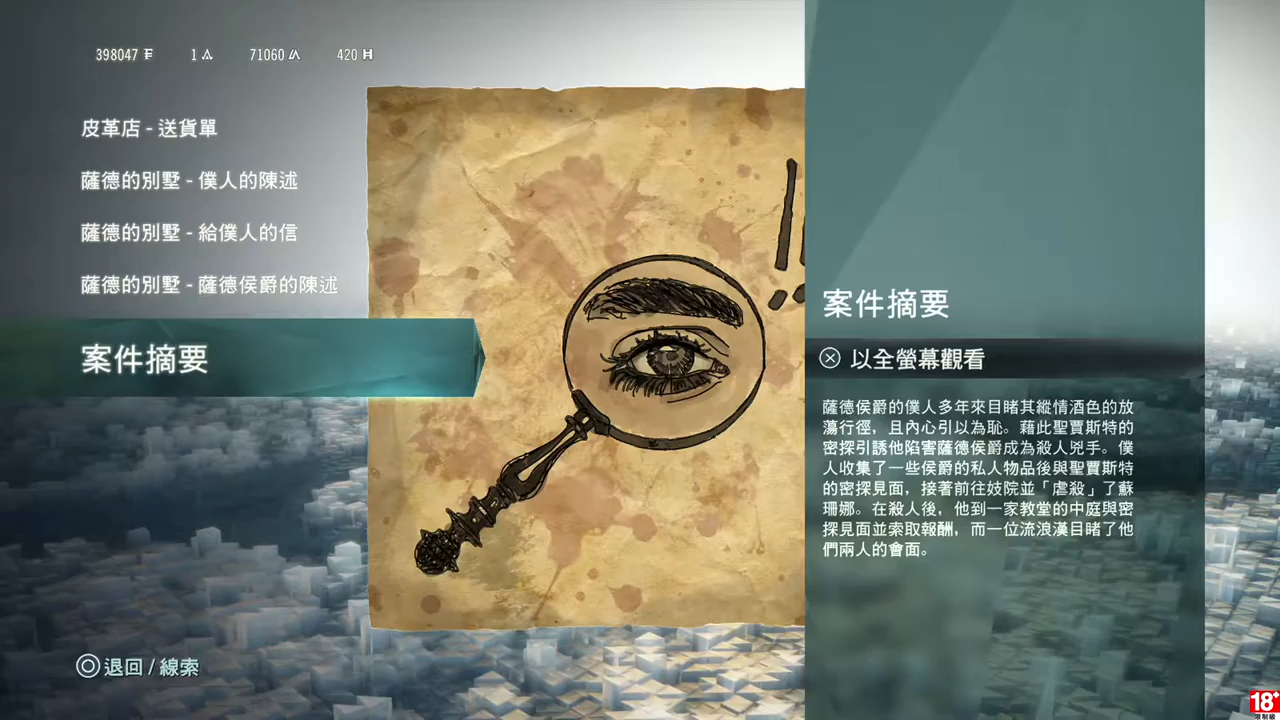 398047 1 71060 420
皮革店 - 送貨單
薩德的別墅 - 僕人的陳述
薩德的別墅 - 給僕人的信
薩德的別墅 - 薩德侯爵的陳述
案件摘要
退回 / 線索
案件摘要
以全螢幕觀看
薩德侯爵的僕人多年來目睹其縱情酒色的放
蕩行徑，且內心引以為恥。藉此聖賈斯特的
密探引誘他陷害薩德侯爵成為殺人兇手。僕
人收集了一些侯爵的私人物品後與聖賈斯特
的密探見面，接著前往妓院並「虐殺」了蘇
珊娜。在殺人後，他到一家教堂的中庭與密
探見面並索取報酬，而一位流浪漢目睹了他
們兩人的會面。
18+
限制級